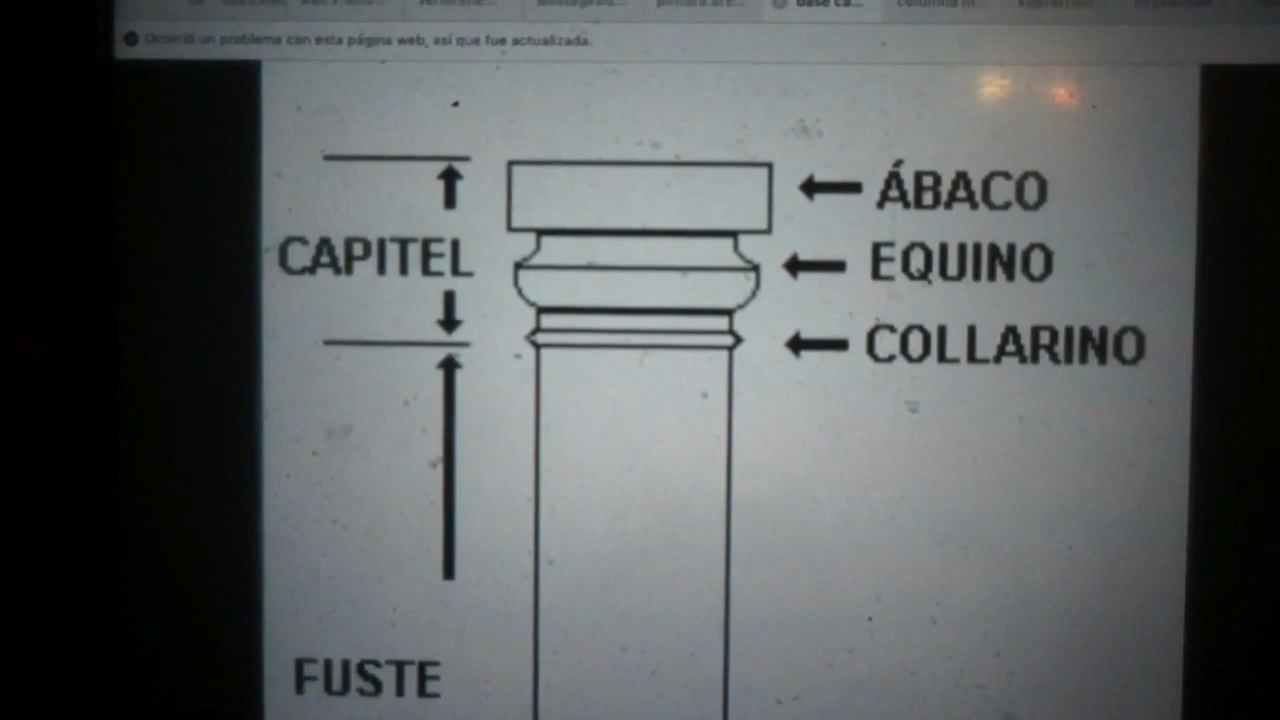 Ocurrió un problema con esta página web, así que fue actualizada.
ÁBACO
CAPITEL
EQUINO
COLLARINO
FUSTE